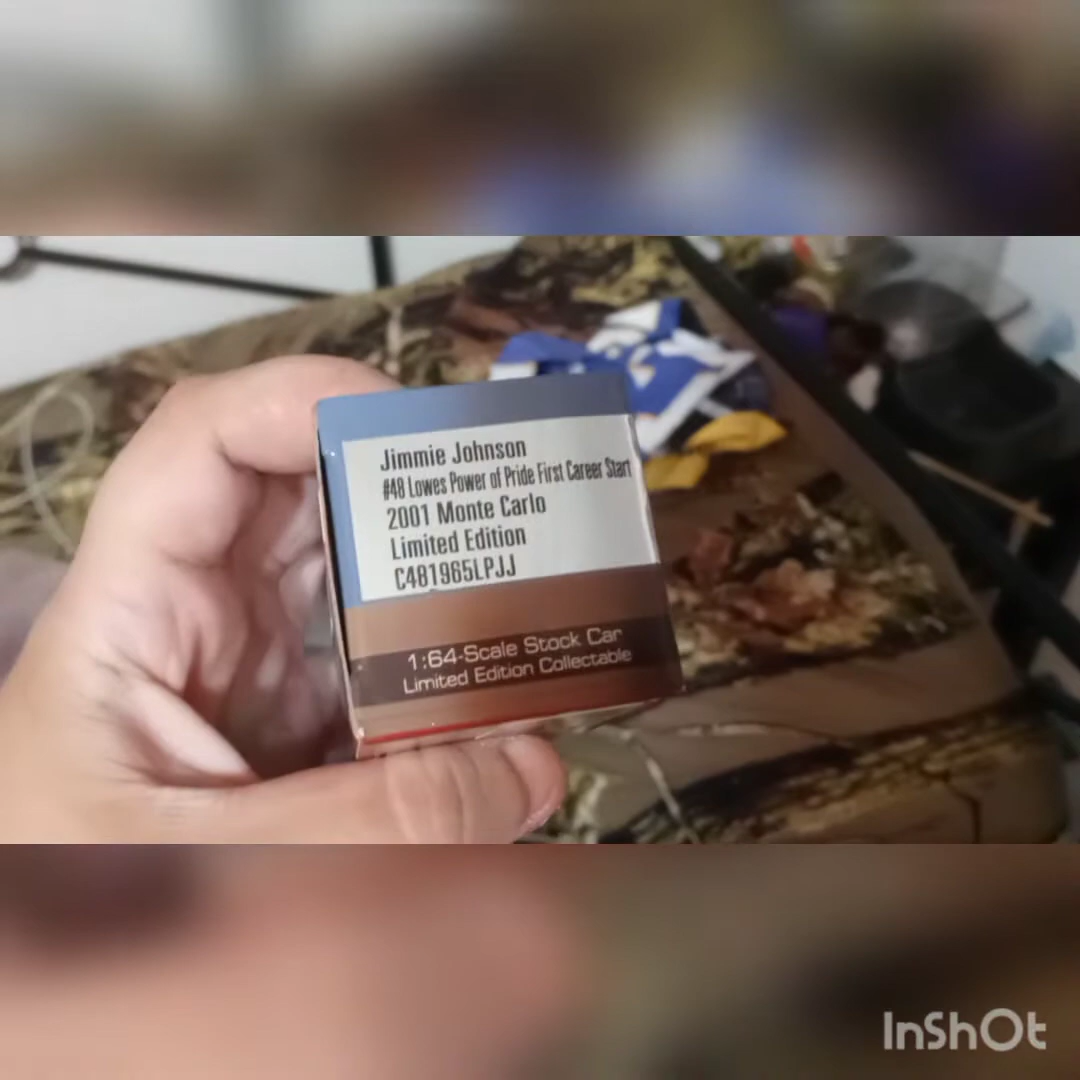 Jimmie Johnson
#48 Lowes Power of Pride First Career Start
2001 Monte Carlo
Limited Edition
C481965LPJJ
1:64-Scale Stock Car
Limited Edition Collectable
InShOt